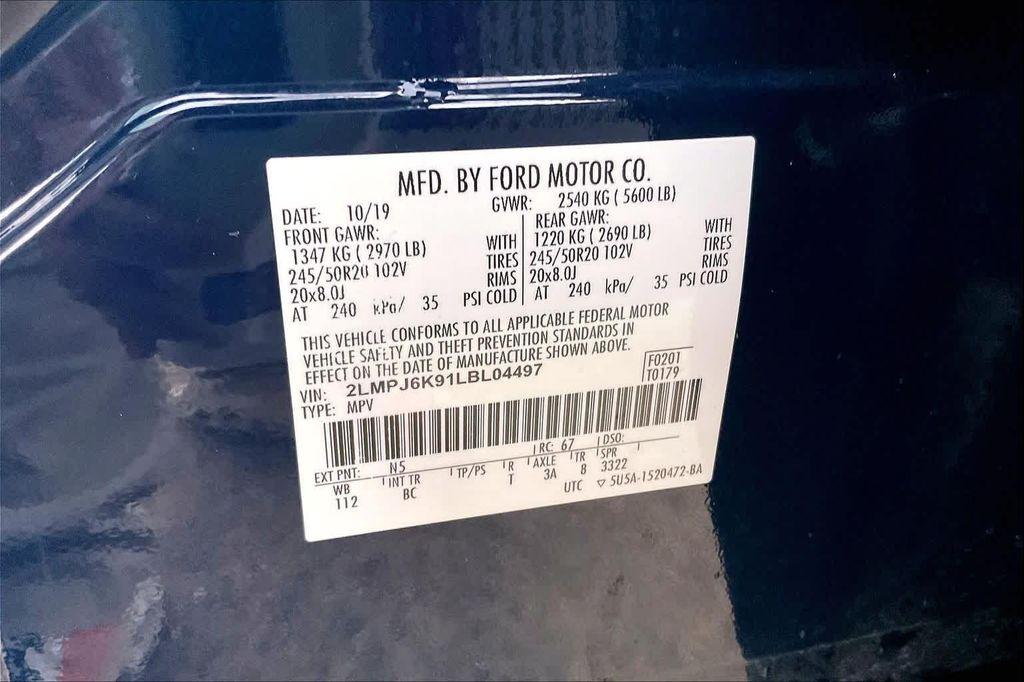 MFD. BY FORD MOTOR CO.
DATE: 10/19 GVWR: 2540 KG ( 5600 LB)
FRONT GAWR: REAR GAWR:
1347 KG ( 2970 LB) WITH 1220 KG ( 2690 LB) WITH
245/50R20 102V TIRES 245/50R20 102V TIRES
20x8.0J RIMS 20x8.0J RIMS
AT 240 kPa/ 35 PSI COLD AT 240 kPa/ 35 PSI COLD
THIS VEHICLE CONFORMS TO ALL APPLICABLE FEDERAL MOTOR
VEHICLE SAFETY AND THEFT PREVENTION STANDARDS IN
EFFECT ON THE DATE OF MANUFACTURE SHOWN ABOVE.
VIN: 2LMPJ6K91LBL04497 F0201
TYPE: MPV T0179
EXT PNT: N5 RC: 67 DSO:
WB INT TR TP/PS R AXLE TR SPR
112 BC T 3A 8 3322
UTC ▽ 5U5A-1520472-BA